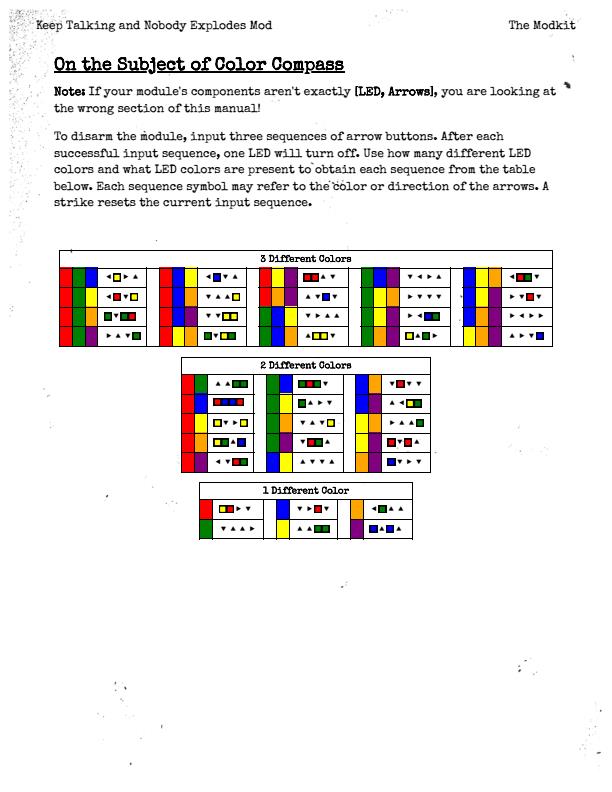 Keep Talking and Nobody Explodes Mod
The Modkit
On the Subject of Color Compass
Note: If your module's components aren't exactly [LED, Arrows], you are looking at
the wrong section of this manual!
To disarm the module, input three sequences of arrow buttons. After each
successful input sequence, one LED will turn off. Use how many different LED
colors and what LED colors are present to obtain each sequence from the table
below. Each sequence symbol may refer to the color or direction of the arrows. A
strike resets the current input sequence.
3 Different Colors
2 Different Colors
1 Different Color